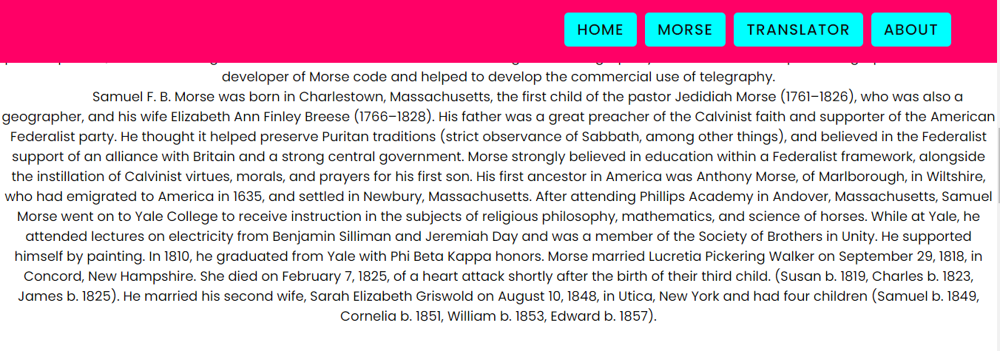 HOME MORSE TRANSLATOR ABOUT
developer of Morse code and helped to develop the commercial use of telegraphy.
Samuel F. B. Morse was born in Charlestown, Massachusetts, the first child of the pastor Jedidiah Morse (1761–1826), who was also a
geographer, and his wife Elizabeth Ann Finley Breese (1766–1828). His father was a great preacher of the Calvinist faith and supporter of the American
Federalist party. He thought it helped preserve Puritan traditions (strict observance of Sabbath, among other things), and believed in the Federalist
support of an alliance with Britain and a strong central government. Morse strongly believed in education within a Federalist framework, alongside
the instillation of Calvinist virtues, morals, and prayers for his first son. His first ancestor in America was Anthony Morse, of Marlborough, in Wiltshire,
who had emigrated to America in 1635, and settled in Newbury, Massachusetts. After attending Phillips Academy in Andover, Massachusetts, Samuel
Morse went on to Yale College to receive instruction in the subjects of religious philosophy, mathematics, and science of horses. While at Yale, he
attended lectures on electricity from Benjamin Silliman and Jeremiah Day and was a member of the Society of Brothers in Unity. He supported
himself by painting. In 1810, he graduated from Yale with Phi Beta Kappa honors. Morse married Lucretia Pickering Walker on September 29, 1818, in
Concord, New Hampshire. She died on February 7, 1825, of a heart attack shortly after the birth of their third child. (Susan b. 1819, Charles b. 1823,
James b. 1825). He married his second wife, Sarah Elizabeth Griswold on August 10, 1848, in Utica, New York and had four children (Samuel b. 1849,
Cornelia b. 1851, William b. 1853, Edward b. 1857).